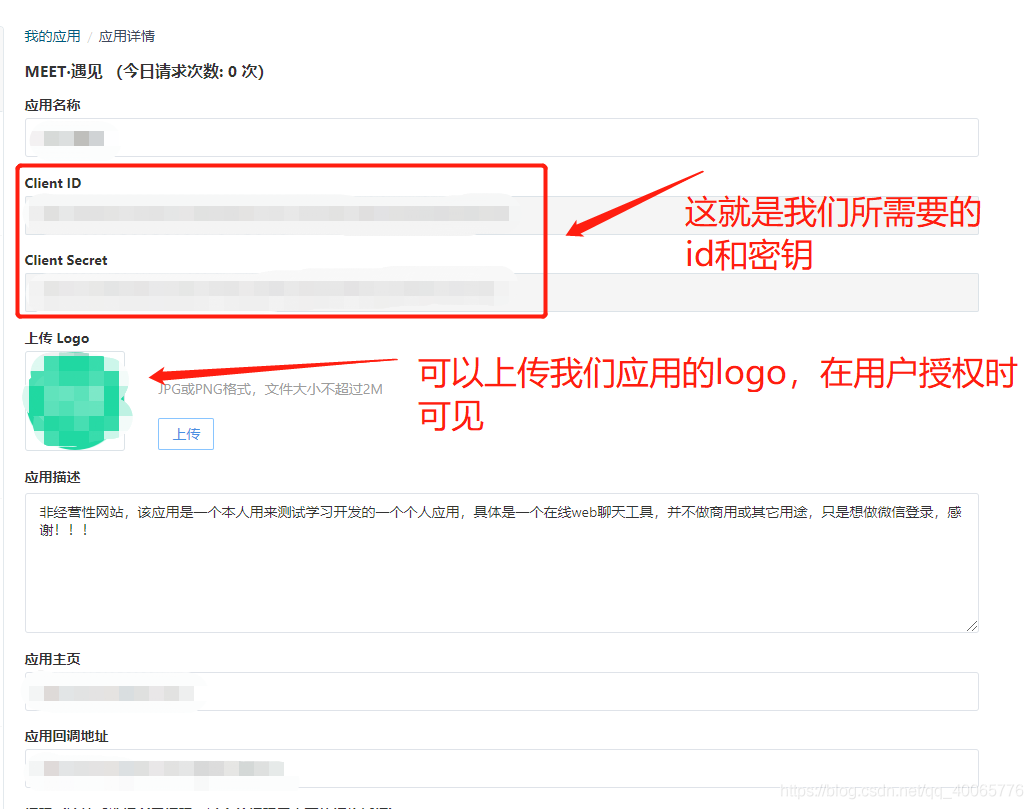 我的应用 / 应用详情
MEET·遇见 （今日请求次数: 0 次）
应用名称
Client ID
这就是我们所需要的
id和密钥
Client Secret
上传 Logo
可以上传我们应用的logo，在用户授权时
可见
JPG或PNG格式，文件大小不超过2M
上传
应用描述
非经营性网站，该应用是一个本人用来测试学习开发的一个个人应用，具体是一个在线web聊天工具，并不做商用或其它用途，只是想做微信登录，感
谢！！！
应用主页
应用回调地址
https://blog.csdn.net/qq_40065776